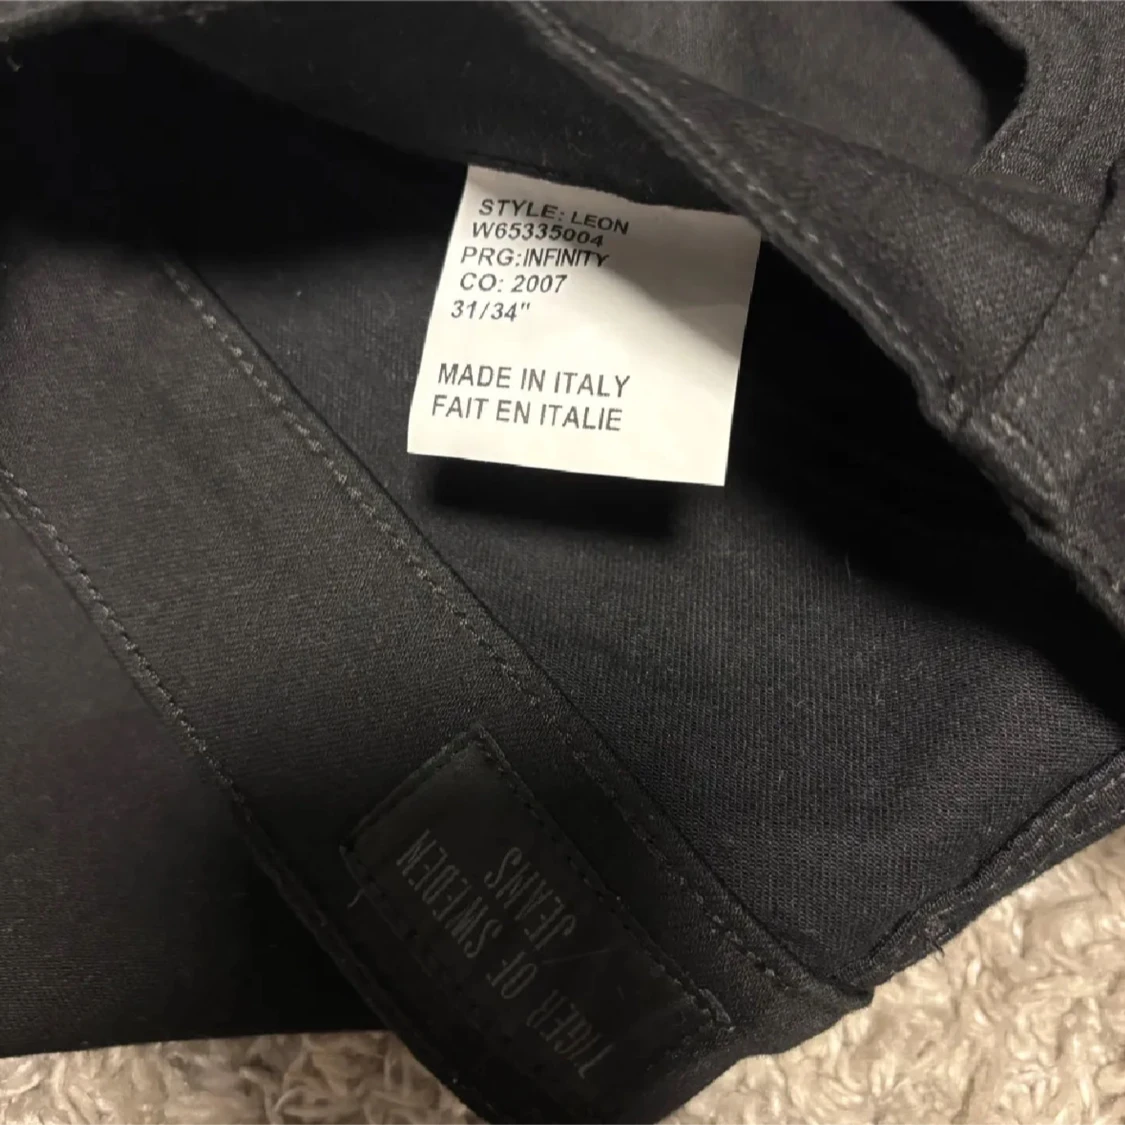 STYLE: LEON
W65335004
PRG:INFINITY
CO: 2007
31/34"
MADE IN ITALY
FAIT EN ITALIE
TIGER OF SWEDEN
JEANS